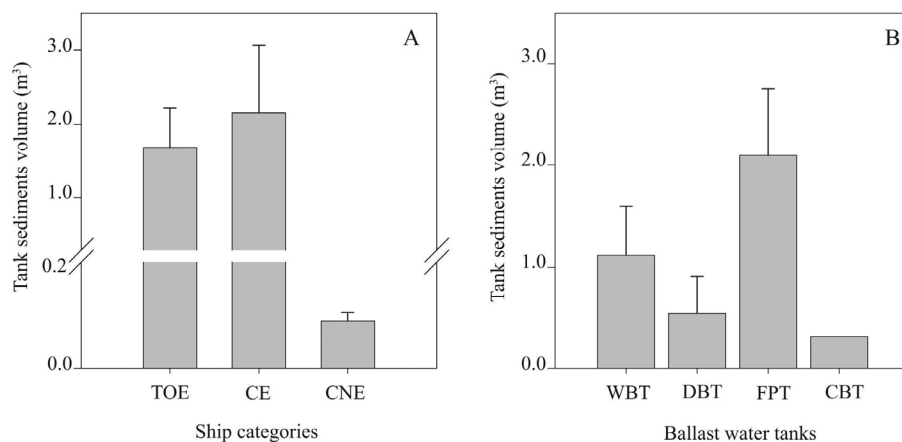 A
Tank sediments volume (m³)
3.0
2.0
1.0
0.2
0.0
TOE CE CNE
Ship categories
B
Tank sediments volume (m³)
3.0
2.0
1.0
0.0
WBT DBT FPT CBT
Ballast water tanks